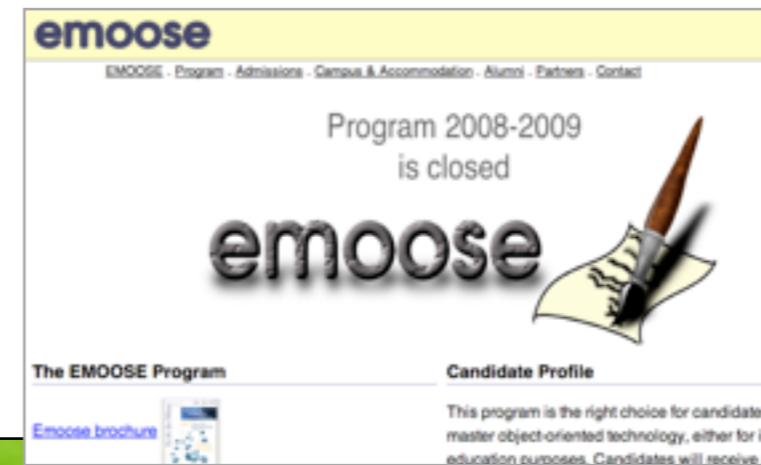 emoose
EMOOSE - Program - Admissions - Campus & Accommodation - Alumni - Partners - Contact
Program 2008-2009
is closed
emoose
The EMOOSE Program
Emoose brochure
Candidate Profile
This program is the right choice for candidate
master object-oriented technology, either for i
education purposes. Candidates will receive